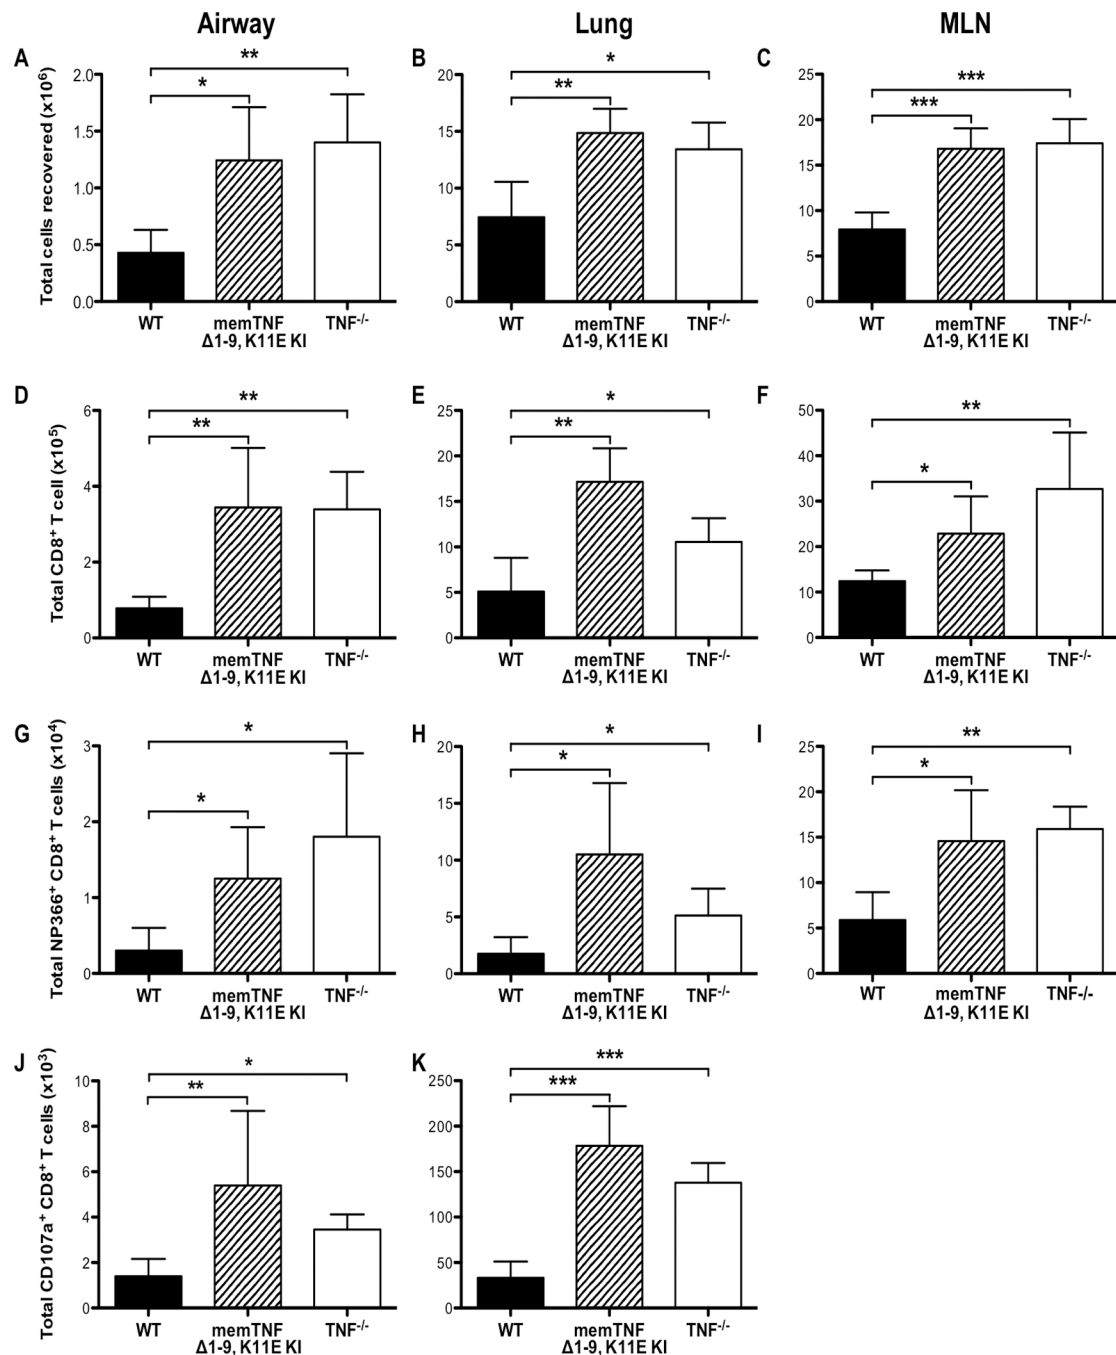 Airway Lung MLN
A B C
Total cells recovered (x10⁶)
** * ***
* ** ***
2.0 20 25
1.5 15 20
1.0 10 15
0.5 5 10
0.0 0 5
0
WT memTNF TNF-/- WT memTNF TNF-/- WT memTNF TNF-/-
Δ1-9, K11E KI Δ1-9, K11E KI Δ1-9, K11E KI
D E F
Total CD8⁺ T cell (x10⁵)
** * **
** ** *
6 25 50
4 20 40
2 15 30
0 10 20
5 10
0 0
WT memTNF TNF-/- WT memTNF TNF-/- WT memTNF TNF-/-
Δ1-9, K11E KI Δ1-9, K11E KI Δ1-9, K11E KI
G H I
Total NP366⁺ CD8⁺ T cells (x10⁴)
* * **
* * *
3 20 25
2 15 20
1 10 15
0 5 10
0 5
0
WT memTNF TNF-/- WT memTNF TNF-/- WT memTNF TNF-/-
Δ1-9, K11E KI Δ1-9, K11E KI Δ1-9, K11E KI
J K
Total CD107a⁺ CD8⁺ T cells (x10³)
* ***
** ***
10 250
8 200
6 150
4 100
2 50
0 0
WT memTNF TNF-/- WT memTNF TNF-/-
Δ1-9, K11E KI Δ1-9, K11E KI